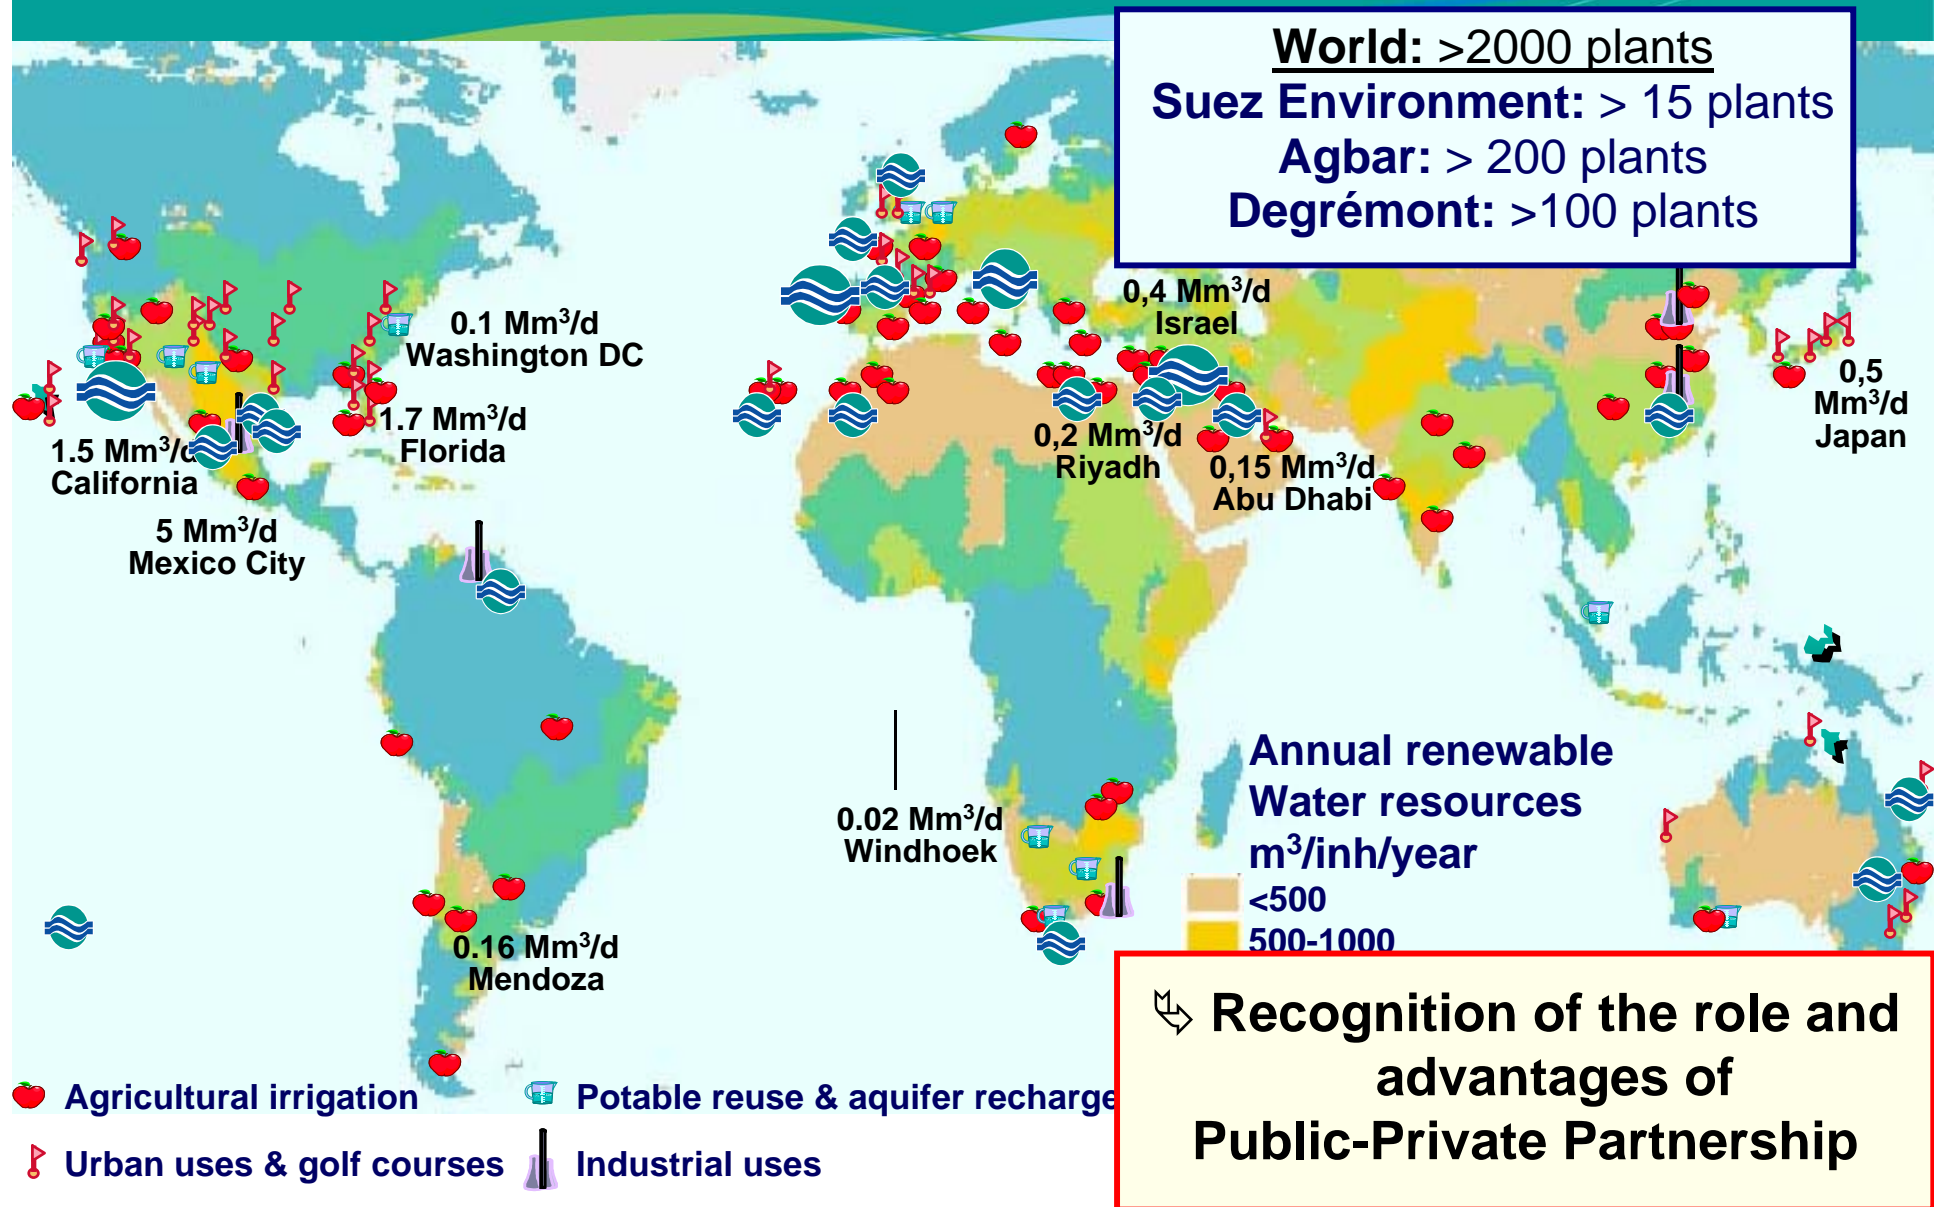 World: >2000 plants
Suez Environment: > 15 plants
Agbar: > 200 plants
Degrémont: >100 plants
0,4 Mm³/d
Israel
0.1 Mm³/d
Washington DC
0,5
Mm³/d
Japan
1.7 Mm³/d
Florida
1.5 Mm³/d
California
0,2 Mm³/d
Riyadh
0,15 Mm³/d
Abu Dhabi
5 Mm³/d
Mexico City
0.02 Mm³/d
Windhoek
Annual renewable
Water resources
m³/inh/year
<500
500-1000
0.16 Mm³/d
Mendoza
⮱ Recognition of the role and
advantages of
Public-Private Partnership
Agricultural irrigation
Potable reuse & aquifer recharge
Urban uses & golf courses
Industrial uses